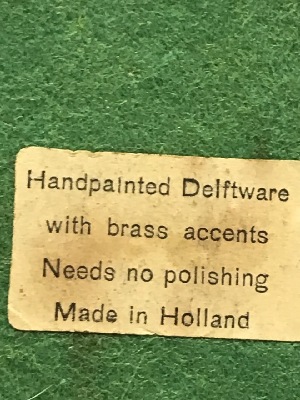 Handpainted Delftware
with brass accents
Needs no polishing
Made in Holland